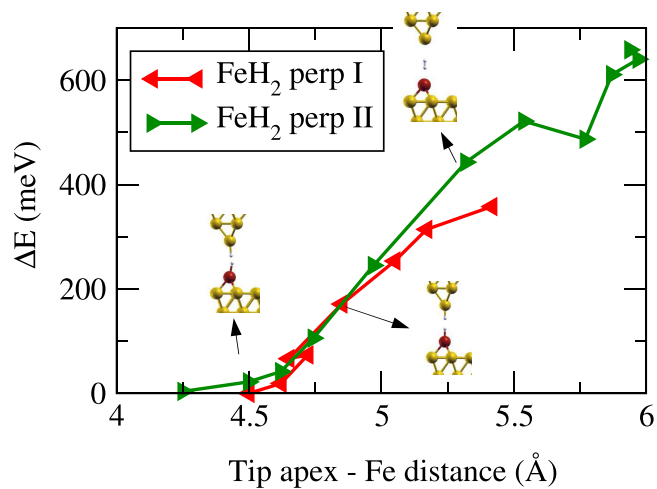 FeH2 perp I
FeH2 perp II
600
400
200
0
ΔE (meV)
4
4.5
5
5.5
6
Tip apex - Fe distance (Å)